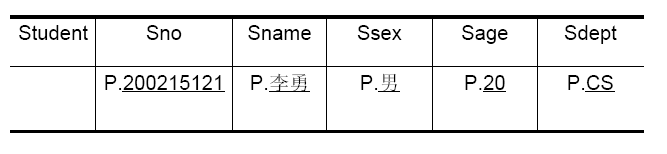 Student Sno Sname Ssex Sage Sdept
P.200215121 P.李勇 P.男 P.20 P.CS